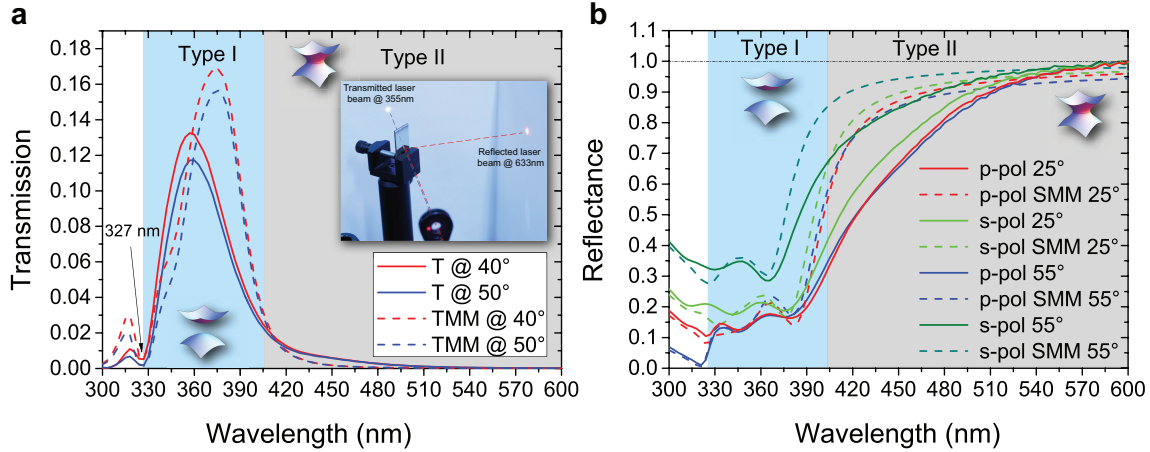 a
Transmission
0.18
0.16
0.14
0.12
0.10
0.08
0.06
0.04
0.02
0.00
Type I
Type II
Transmitted laser
beam @ 355nm
Reflected laser
beam @ 633nm
327 nm
T @ 40°
T @ 50°
TMM @ 40°
TMM @ 50°
300 330 360 390 420 450 480 510 540 570 600
Wavelength (nm)
b
Reflectance
1.1
1.0
0.9
0.8
0.7
0.6
0.5
0.4
0.3
0.2
0.1
0.0
Type I
Type II
p-pol 25°
p-pol SMM 25°
s-pol 25°
s-pol SMM 25°
p-pol 55°
p-pol SMM 55°
s-pol 55°
s-pol SMM 55°
300 330 360 390 420 450 480 510 540 570 600
Wavelength (nm)